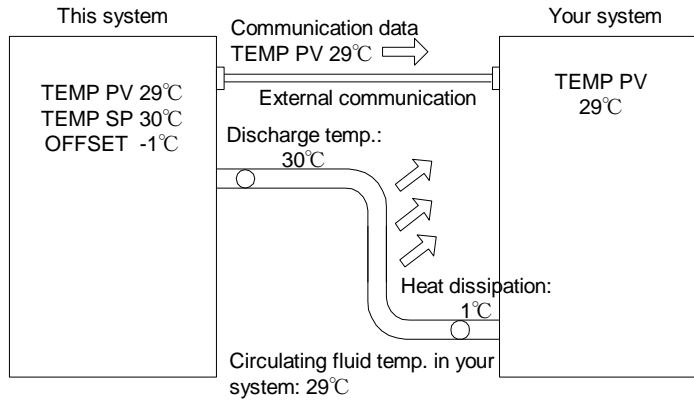 This system
Your system
Communication data
TEMP PV 29℃
TEMP PV 29℃
TEMP SP 30℃
OFFSET -1℃
TEMP PV
29℃
External communication
Discharge temp.:
30℃
Heat dissipation:
1℃
Circulating fluid temp. in your
system: 29℃